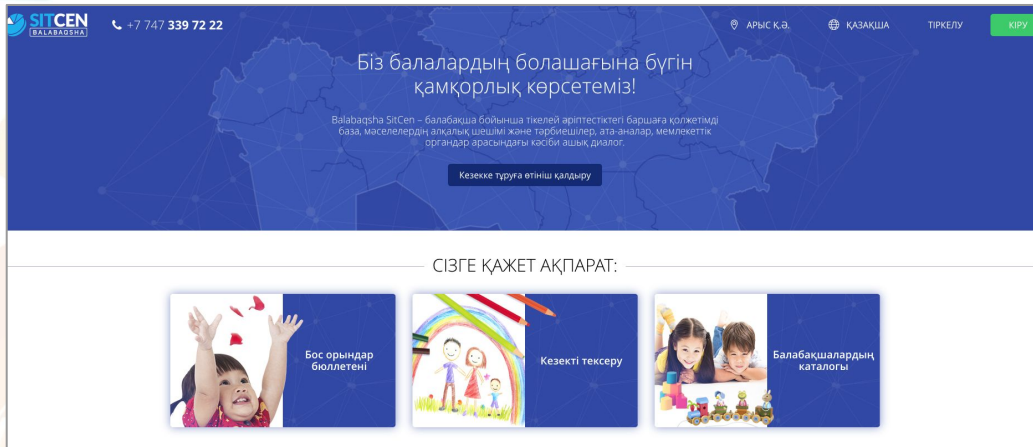 SITCEN
BALABAQSHA
+7 747 339 72 22
АРЫС Қ.Ә.
ҚАЗАҚША
ТІРКЕЛУ
КІРУ
Біз балалардың болашағына бүгін
қамқорлық көрсетеміз!
Balabaqsha SitCen – балабақша бойынша тікелей әріптестіктегі баршаға қолжетімді
база, мәселелердің алқалық шешімі және тәрбиешілер, ата-аналар, мемлекеттік
органдар арасындағы кәсіби ашық диалог.
Кезекке тұруға өтініш қалдыру
СІЗГЕ ҚАЖЕТ АҚПАРАТ:
Бос орындар
бюллетені
Кезекті тексеру
Балабақшалардың
каталогы